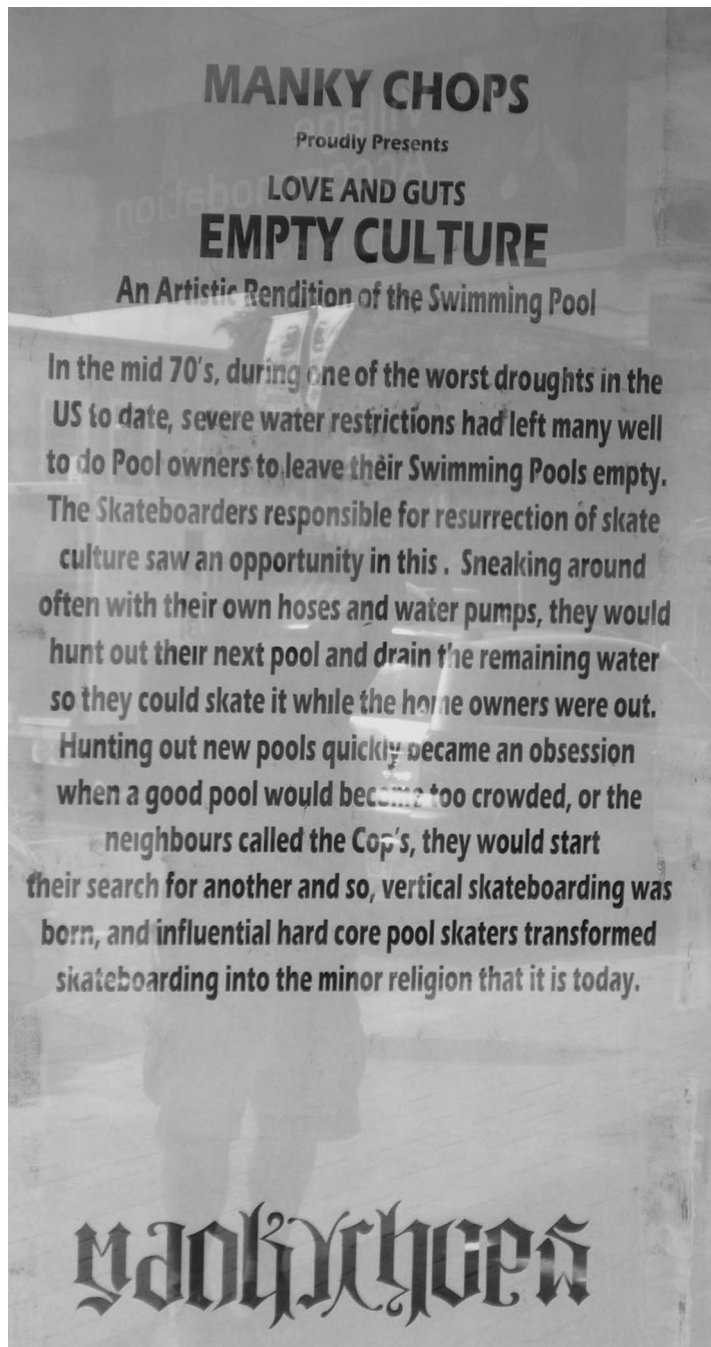 MANKY CHOPS
Proudly Presents
LOVE AND GUTS
EMPTY CULTURE
An Artistic Rendition of the Swimming Pool
In the mid 70's, during one of the worst droughts in the
US to date, severe water restrictions had left many well
to do Pool owners to leave their Swimming Pools empty.
The Skateboarders responsible for resurrection of skate
culture saw an opportunity in this . Sneaking around
often with their own hoses and water pumps, they would
hunt out their next pool and drain the remaining water
so they could skate it while the home owners were out.
Hunting out new pools quickly became an obsession
when a good pool would become too crowded, or the
neighbours called the Cop's, they would start
their search for another and so, vertical skateboarding was
born, and influential hard core pool skaters transformed
skateboarding into the minor religion that it is today.
mankychops